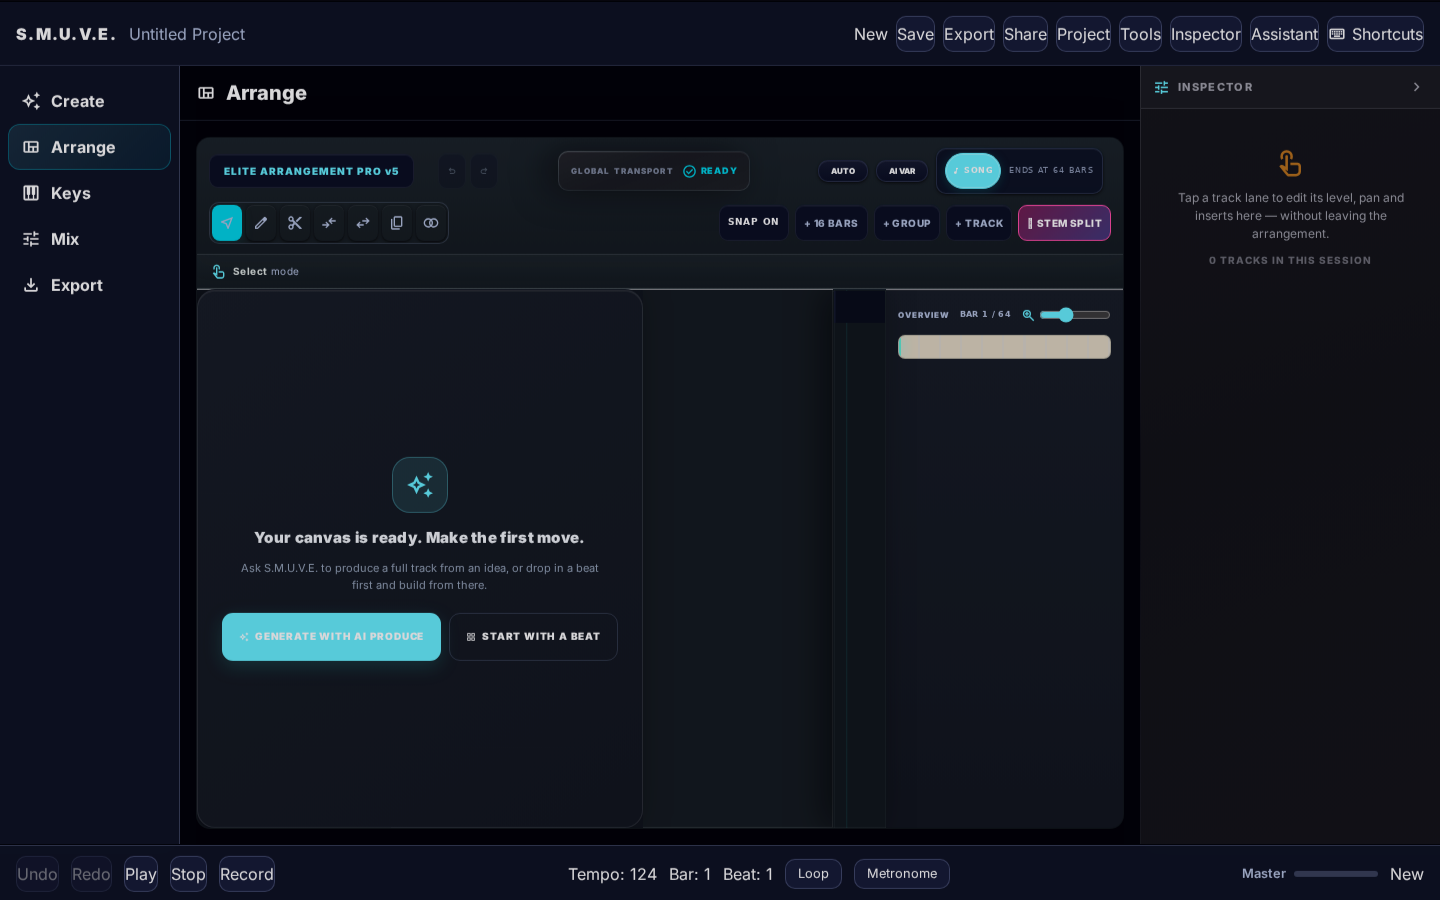 S.M.U.V.E. Untitled Project
New Save Export Share Project Tools Inspector Assistant Shortcuts
Create
Arrange
Keys
Mix
Export
Arrange
ELITE ARRANGEMENT PRO v5
GLOBAL TRANSPORT READY
AUTO AI VAR SONG ENDS AT 64 BARS
SNAP ON + 16 BARS + GROUP + TRACK STEM SPLIT
Select mode
Your canvas is ready. Make the first move.
Ask S.M.U.V.E. to produce a full track from an idea, or drop in a beat
first and build from there.
GENERATE WITH AI PRODUCE START WITH A BEAT
OVERVIEW BAR 1 / 64
INSPECTOR
Tap a track lane to edit its level, pan and
inserts here — without leaving the
arrangement.
0 TRACKS IN THIS SESSION
Undo Redo Play Stop Record
Tempo: 124 Bar: 1 Beat: 1 Loop Metronome
Master New